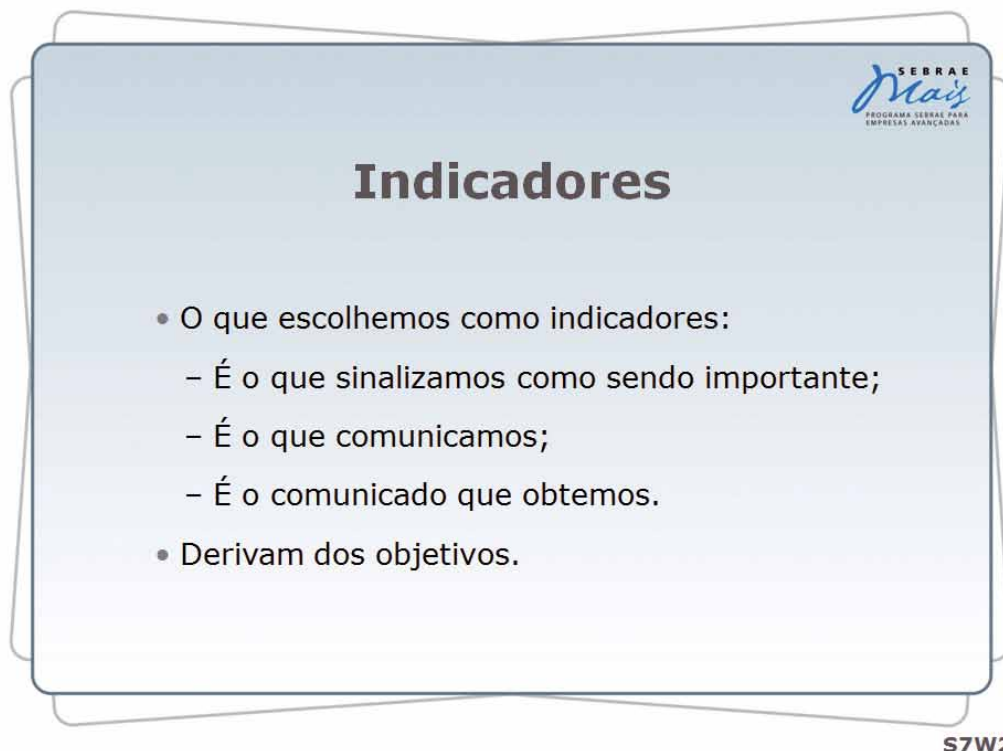 SEBRAE
Mais
PROGRAMA SEBRAE PARA
EMPRESAS AVANÇADAS
Indicadores
• O que escolhemos como indicadores:
– É o que sinalizamos como sendo importante;
– É o que comunicamos;
– É o comunicado que obtemos.
• Derivam dos objetivos.